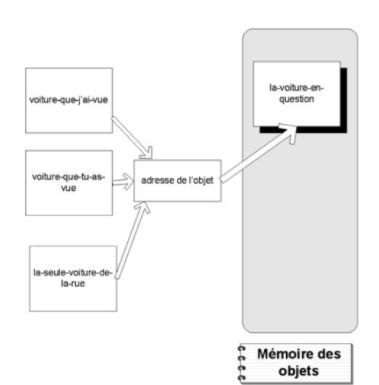 voiture-que-j'ai-vue
voiture-que-tu-as-
vue
la-seule-voiture-de-
la-rue
adresse de l'objet
la-voiture-en-
question
Mémoire des
objets